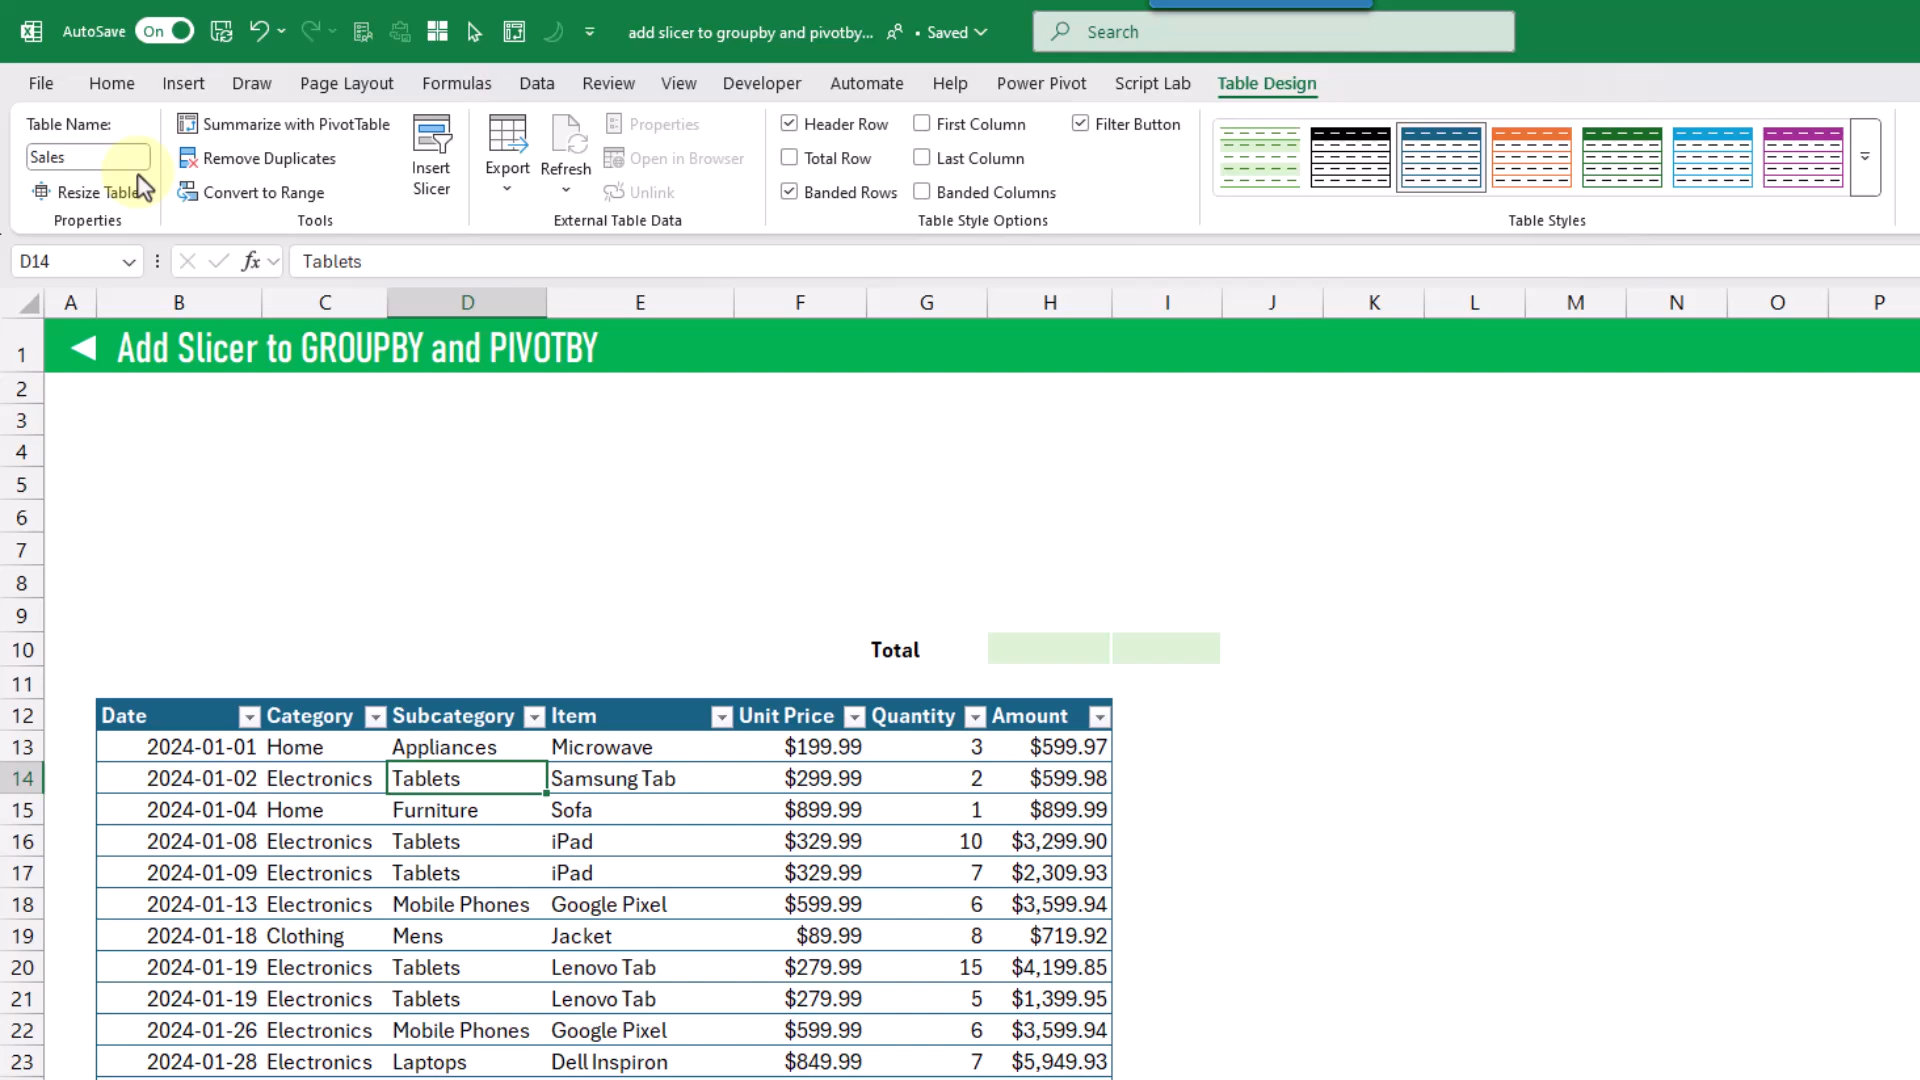 AutoSave On add slicer to groupby and pivotby... • Saved Search
File Home Insert Draw Page Layout Formulas Data Review View Developer Automate Help Power Pivot Script Lab Table Design
Table Name:
Sales
Resize Table
Properties
Summarize with PivotTable
Remove Duplicates
Convert to Range
Tools
Insert
Slicer
Export Refresh
Properties
Open in Browser
Unlink
External Table Data
Header Row First Column Filter Button
Total Row Last Column
Banded Rows Banded Columns
Table Style Options
Table Styles
D14 fx Tablets
A B C D E F G H I J K L M N O P
1 Add Slicer to GROUPBY and PIVOTBY
2
3
4
5
6
7
8
9
10 Total
11
12 Date Category Subcategory Item Unit Price Quantity Amount
13 2024-01-01 Home Appliances Microwave $199.99 3 $599.97
14 2024-01-02 Electronics Tablets Samsung Tab $299.99 2 $599.98
15 2024-01-04 Home Furniture Sofa $899.99 1 $899.99
16 2024-01-08 Electronics Tablets iPad $329.99 10 $3,299.90
17 2024-01-09 Electronics Tablets iPad $329.99 7 $2,309.93
18 2024-01-13 Electronics Mobile Phones Google Pixel $599.99 6 $3,599.94
19 2024-01-18 Clothing Mens Jacket $89.99 8 $719.92
20 2024-01-19 Electronics Tablets Lenovo Tab $279.99 15 $4,199.85
21 2024-01-19 Electronics Tablets Lenovo Tab $279.99 5 $1,399.95
22 2024-01-26 Electronics Mobile Phones Google Pixel $599.99 6 $3,599.94
23 2024-01-28 Electronics Laptops Dell Inspiron $849.99 7 $5,949.93